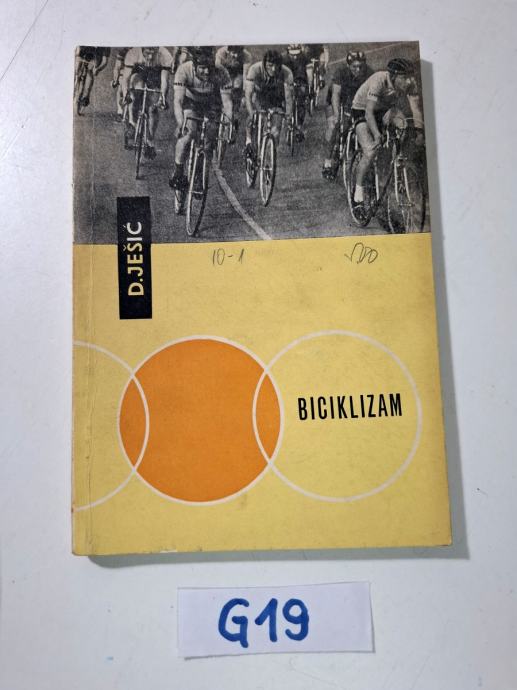 D. JEŠIĆ
10-1
BICIKLIZAM
G19